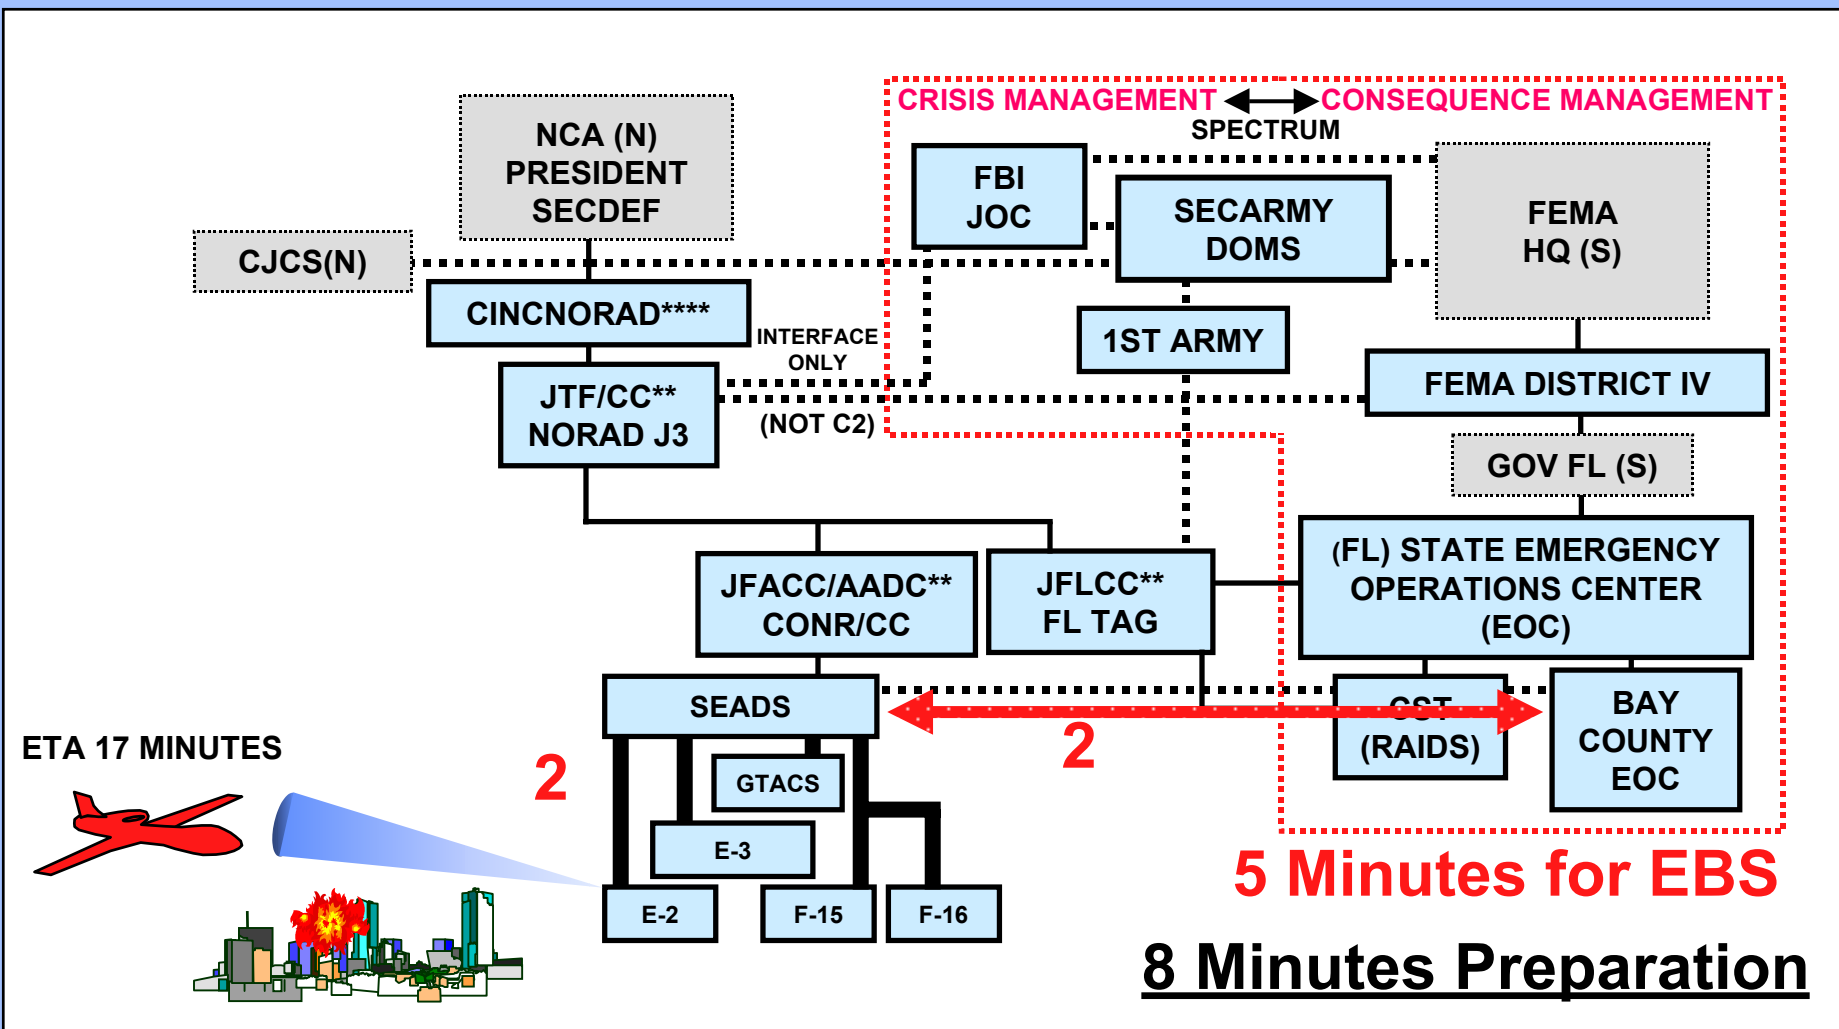 CRISIS MANAGEMENT CONSEQUENCE MANAGEMENT
SPECTRUM
NCA (N)
PRESIDENT
SECDEF
CJCS(N)
FBI
JOC
SECARMY
DOMS
FEMA
HQ (S)
CINCNORAD****
INTERFACE
ONLY
1ST ARMY
JTF/CC**
NORAD J3
(NOT C2)
FEMA DISTRICT IV
GOV FL (S)
JFACC/AADC**
CONR/CC
JFLCC**
FL TAG
(FL) STATE EMERGENCY
OPERATIONS CENTER
(EOC)
SEADS
2
CST
(RAIDS)
BAY
COUNTY
EOC
ETA 17 MINUTES
2
GTACS
E-3
E-2
F-15
F-16
5 Minutes for EBS
8 Minutes Preparation